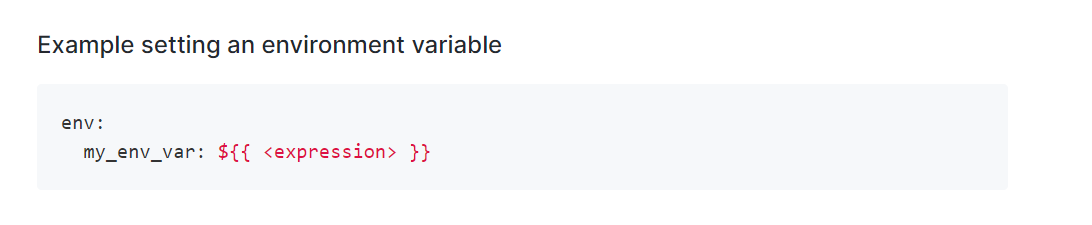 Example setting an environment variable
env:
  my_env_var: ${{ <expression> }}